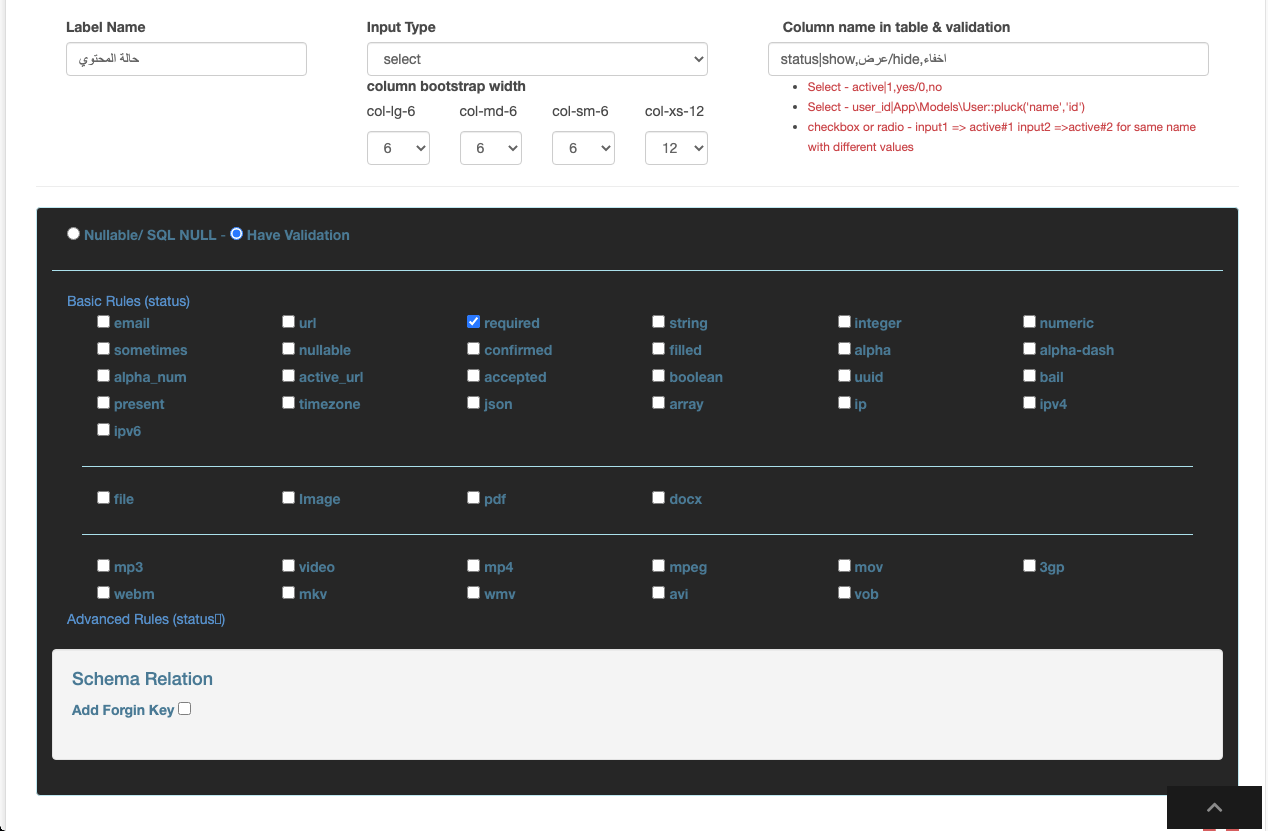 Label Name
Input Type
Column name in table & validation
حالة المحتوي
select
status|show,عرض/hide,اخفاء
column bootstrap width
col-lg-6 col-md-6 col-sm-6 col-xs-12
6 6 6 12
Select - active|1,yes/0,no
Select - user_id|App\Models\User::pluck('name','id')
checkbox or radio - input1 => active#1 input2 =>active#2 for same name
with different values
Nullable/ SQL NULL - Have Validation
Basic Rules (status)
email url required string integer numeric
sometimes nullable confirmed filled alpha alpha-dash
alpha_num active_url accepted boolean uuid bail
present timezone json array ip ipv4
ipv6
file Image pdf docx
mp3 video mp4 mpeg mov 3gp
webm mkv wmv avi vob
Advanced Rules (status)
Schema Relation
Add Forgin Key